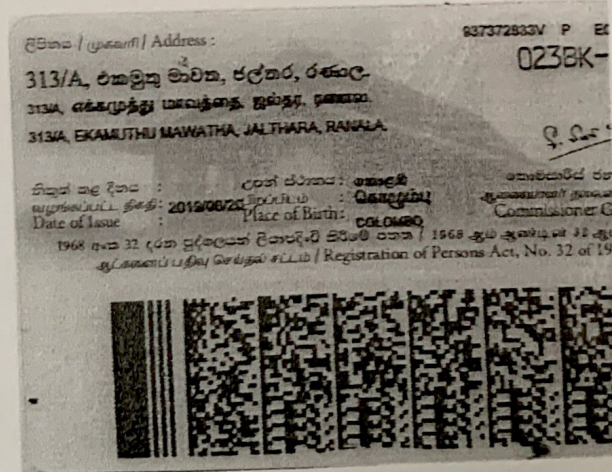 ලිපිනය / முகவரி / Address :
937372833V P
023BK-
313/A, එකමුතු මාවත, ජල්තර, රණාල.
313/A, எக்கமுத்து மாவத்தை, ஜல்தர, ரணால.
313/A, EKAMUTHU MAWATHA, JALTHARA, RANALA.
නිකුත් කළ දිනය :
வழங்கப்பட்ட திகதி : 2019/06/20
Date of Issue :
උපන් ස්ථානය : කොළඹ
பிறப்பிடம் : கொழும்பு
Place of Birth : COLOMBO
Commissioner G
1968 අංක 32 දරන පුද්ගලයන් ලියාපදිංචි කිරීමේ පනත / 1968 ஆம் ஆண்டின் 32 ஆ
ஆட்களைப் பதிவு செய்தல் சட்டம் / Registration of Persons Act, No. 32 of 19